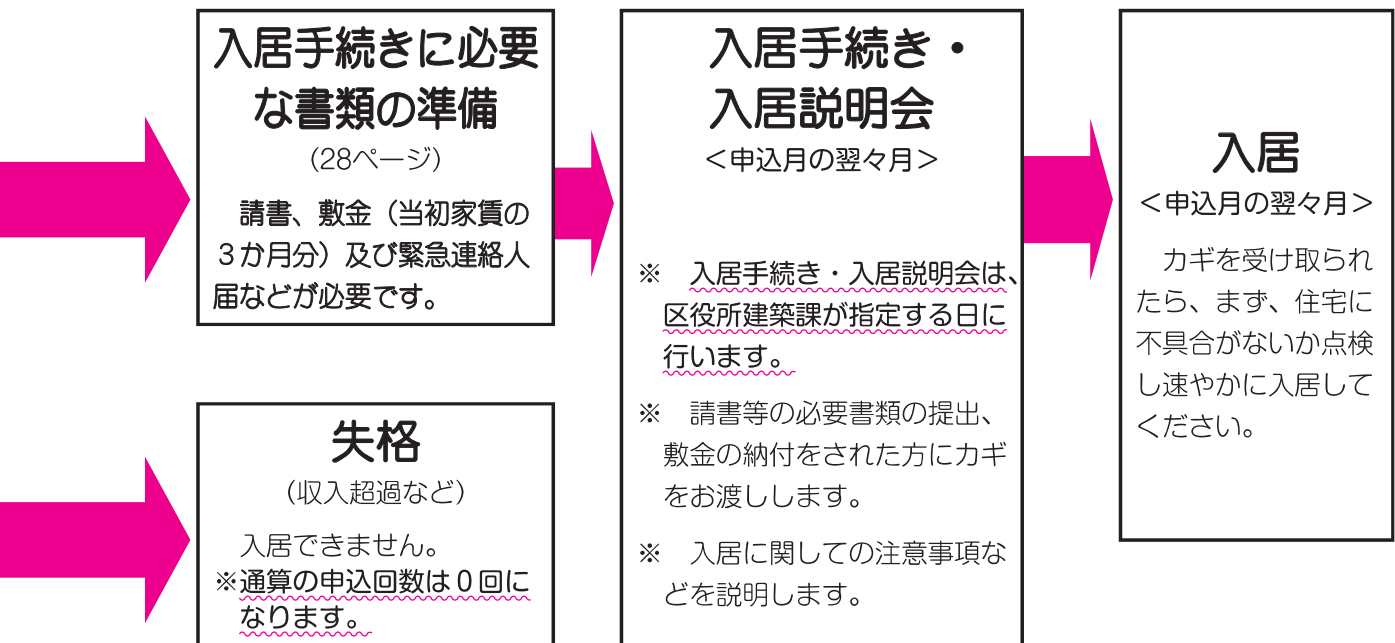 入居手続きに必要
な書類の準備
(28ページ)
請書、敷金（当初家賃の
３か月分）及び緊急連絡人
届などが必要です。
失格
（収入超過など）
入居できません。
※通算の申込回数は０回に
なります。
入居手続き・
入居説明会
＜申込月の翌々月＞
※　入居手続き・入居説明会は、
区役所建築課が指定する日に
行います。
※　請書等の必要書類の提出、
敷金の納付をされた方にカギ
をお渡しします。
※　入居に関しての注意事項な
どを説明します。
入居
＜申込月の翌々月＞
カギを受け取られ
たら、まず、住宅に
不具合がないか点検
し速やかに入居して
ください。